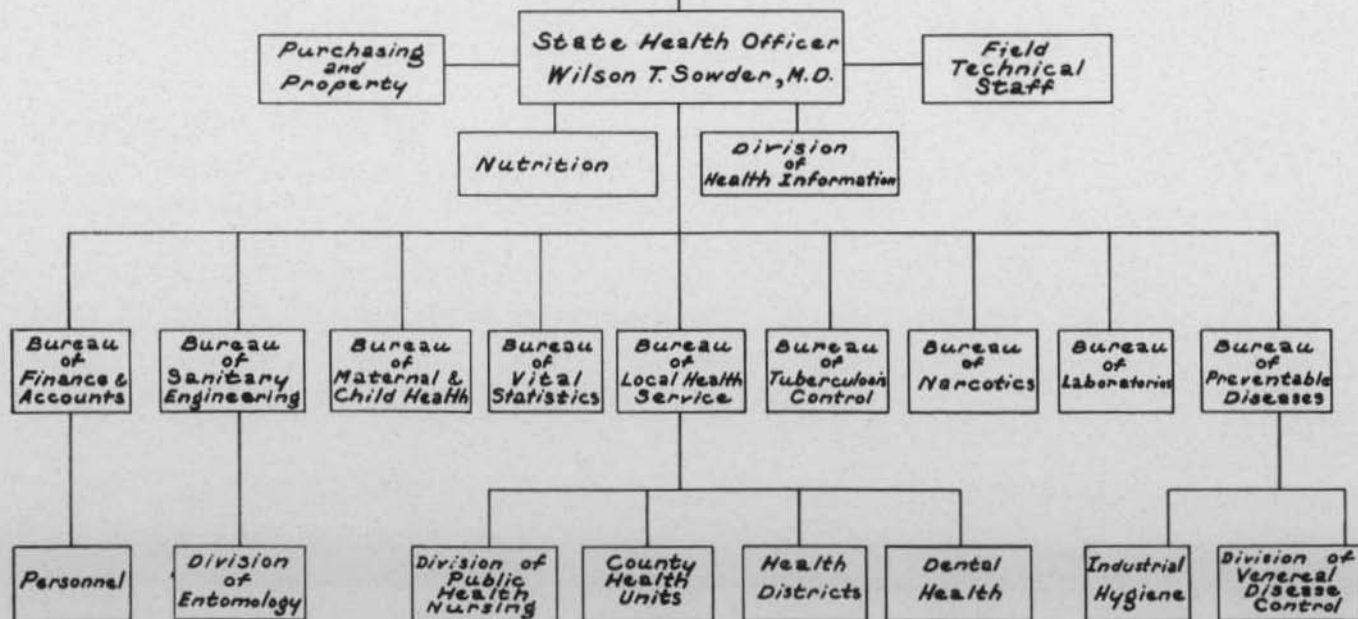 Purchasing
and
Property
State Health Officer
Wilson T. Sowder, M.D.
Field
Technical
Staff
Nutrition
Division
of
Health Information
Bureau
of
Finance &
Accounts
Bureau
of
Sanitary
Engineering
Bureau
of
Maternal &
Child Health
Bureau
of
Vital
Statistics
Bureau
of
Local Health
Service
Bureau
of
Tuberculosis
Control
Bureau
of
Narcotics
Bureau
of
Laboratories
Bureau
of
Preventable
Diseases
Personnel
Division
of
Entomology
Division of
Public
Health
Nursing
County
Health
Units
Health
Districts
Dental
Health
Industrial
Hygiene
Division of
Venereal
Disease
Control